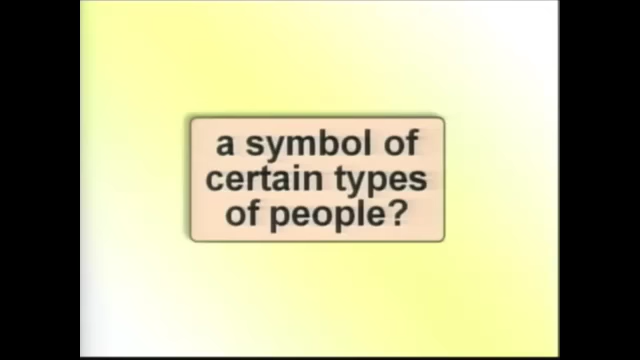 a symbol of
certain types
of people?